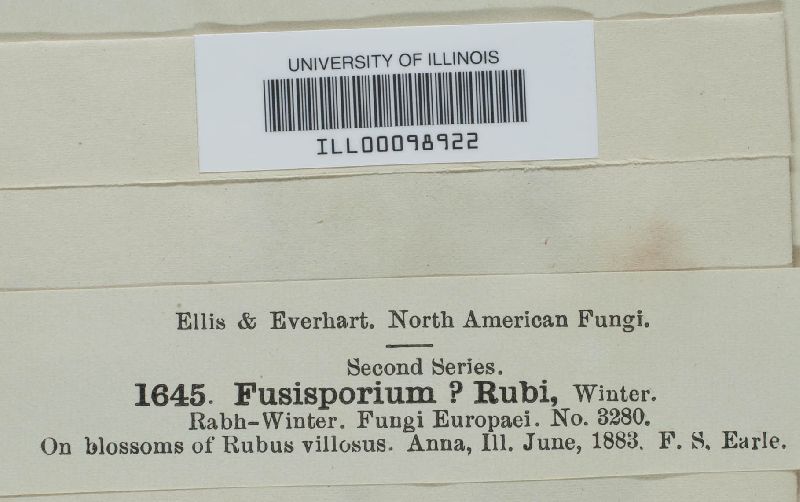 UNIVERSITY OF ILLINOIS
ILL00098922
Ellis & Everhart. North American Fungi.
Second Series.
1645. Fusisporium ? Rubi, Winter.
Rabh-Winter. Fungi Europaei. No. 3280.
On blossoms of Rubus villosus. Anna, Ill. June, 1883. F. S. Earle.